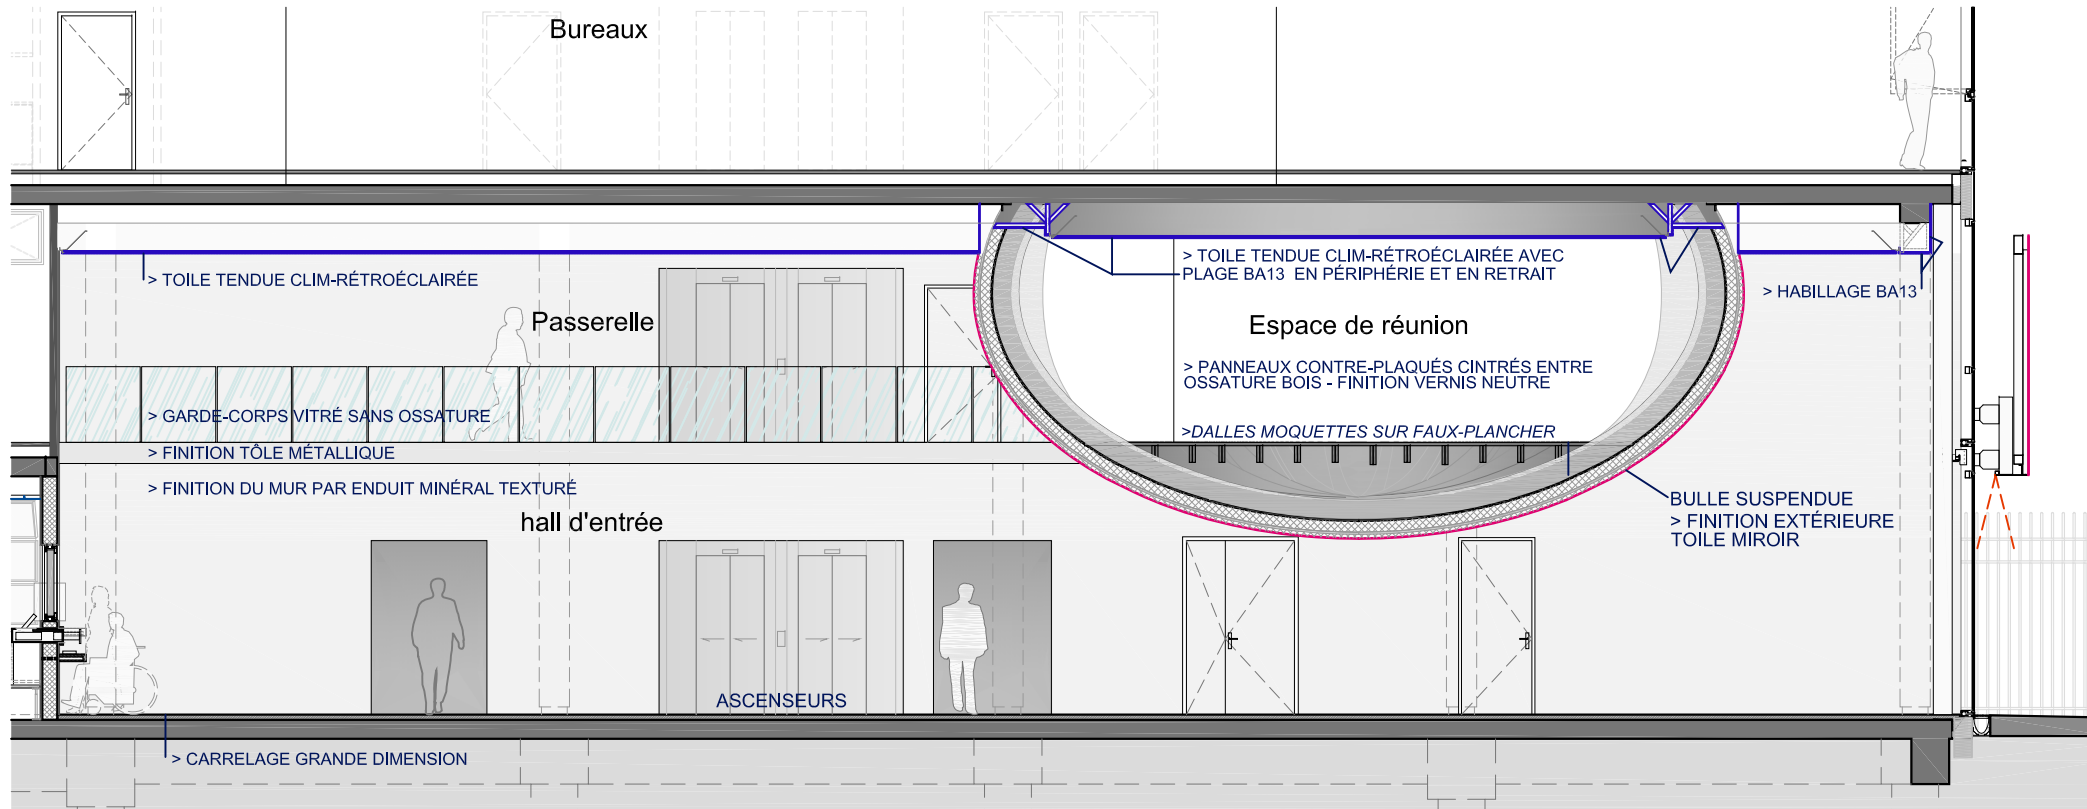 Bureaux
> TOILE TENDUE CLIM-RÉTROÉCLAIRÉE
> TOILE TENDUE CLIM-RÉTROÉCLAIRÉE AVEC
PLAGE BA13 EN PÉRIPHÉRIE ET EN RETRAIT
> HABILLAGE BA13
Passerelle
Espace de réunion
> PANNEAUX CONTRE-PLAQUÉS CINTRÉS ENTRE
OSSATURE BOIS - FINITION VERNIS NEUTRE
> GARDE-CORPS VITRÉ SANS OSSATURE
>DALLES MOQUETTES SUR FAUX-PLANCHER
> FINITION TÔLE MÉTALLIQUE
> FINITION DU MUR PAR ENDUIT MINÉRAL TEXTURÉ
BULLE SUSPENDUE
> FINITION EXTÉRIEURE
TOILE MIROIR
hall d'entrée
ASCENSEURS
> CARRELAGE GRANDE DIMENSION